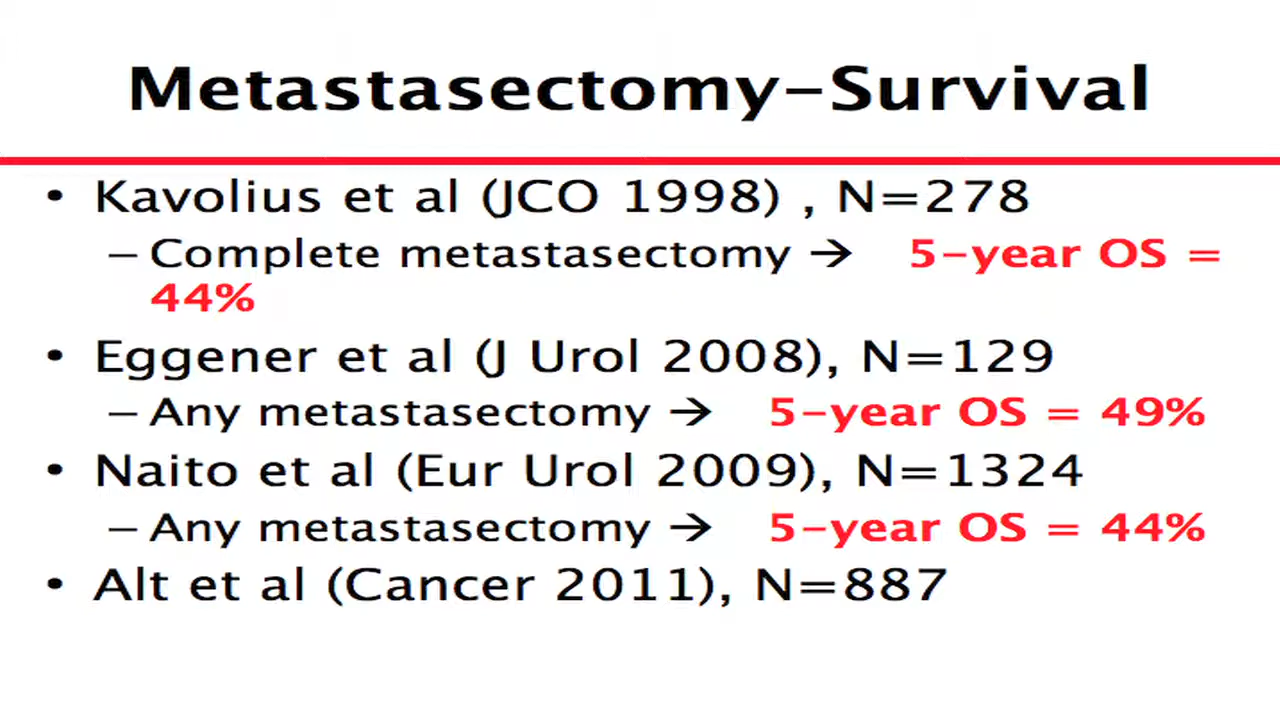 Metastasectomy–Survival
• Kavolius et al (JCO 1998) , N=278
– Complete metastasectomy → 5-year OS =
44%
• Eggener et al (J Urol 2008), N=129
– Any metastasectomy → 5-year OS = 49%
• Naito et al (Eur Urol 2009), N=1324
– Any metastasectomy → 5-year OS = 44%
• Alt et al (Cancer 2011), N=887